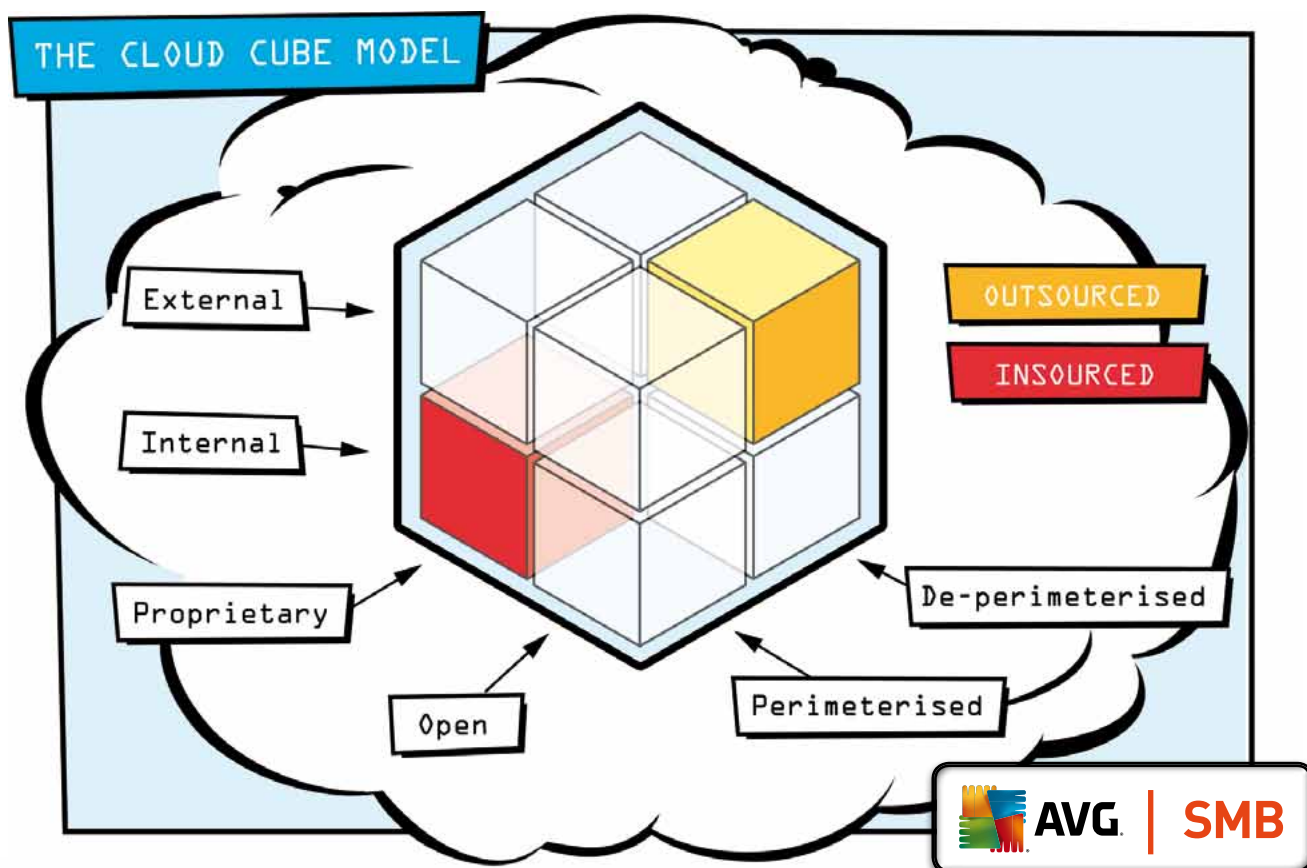 THE CLOUD CUBE MODEL
External
OUTSOURCED
INSOURCED
Internal
Proprietary
De-perimeterised
Open
Perimeterised
AVG. | SMB